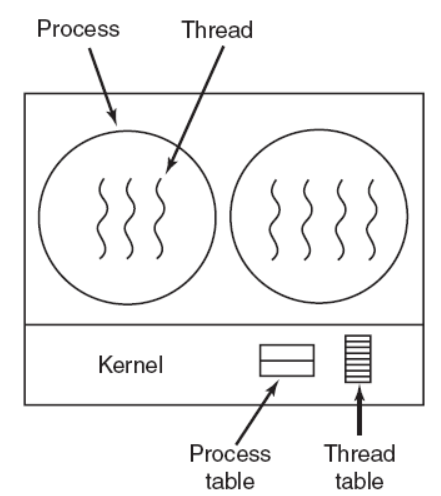 Process
Thread
Kernel
Process
table
Thread
table